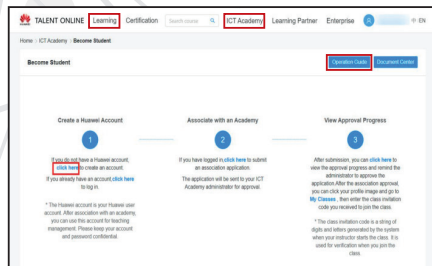 TALENT ONLINE Learning Certification Search course ICT Academy Learning Partner Enterprise 中 EN
Home > ICT Academy > Become Student
Become Student
Operation Guide Document Center
Create a Huawei Account
Associate with an Academy
View Approval Progress
1
2
3
If you do not have a Huawei account,
click here to create an account.
If you already have an account,click here
to log in.
* The Huawei account is your Huawei user
account. After association with an academy,
you can use this account for teaching
management. Please keep your account
and password confidential
If you have logged in,click here to submit
an association application.
The application will be sent to your ICT
Academy administrator for approval.
After submission, you can click here to
view the approval progress and remind the
administrator to approve the
application.After the association approval,
you can click your profile image and go to
My Classes , then enter the class invitation
code you received to join the class.
* The class invitation code is a string of
digits and letters generated by the system
when your instructor starts the class. It is
used for verification when you join the
class.